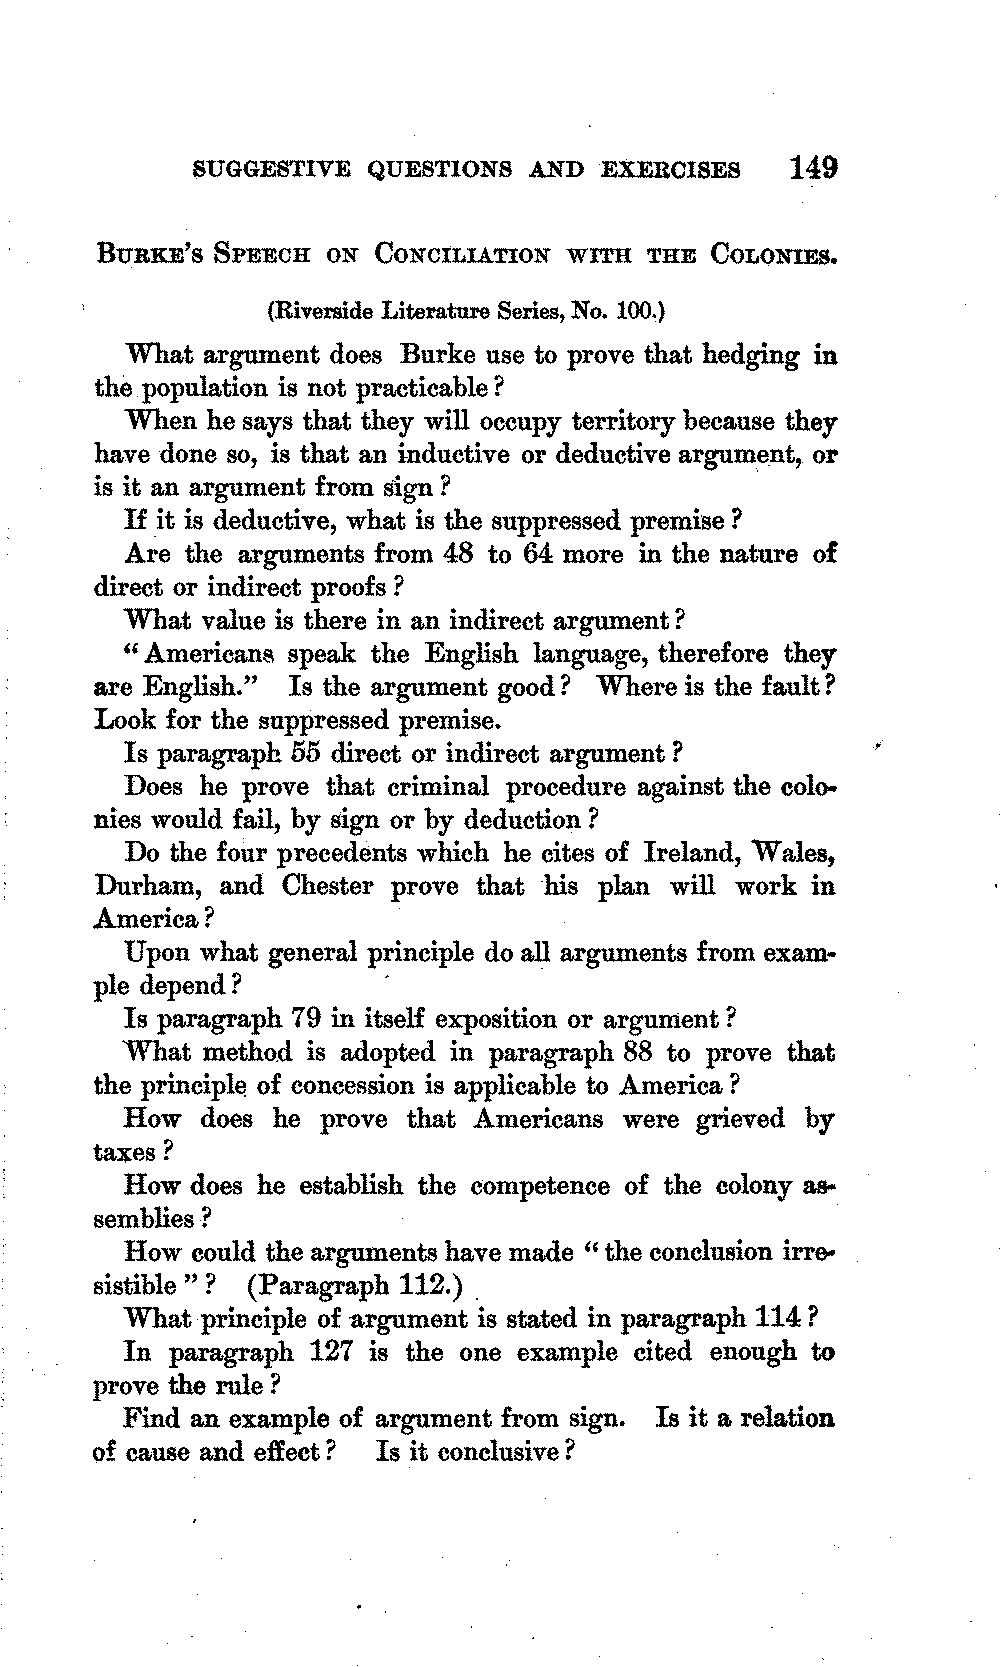 SUGGESTIVE QUESTIONS AND EXERCISES 149
BURKE'S SPEECH ON CONCILIATION WITH THE COLONIES.
(Riverside Literature Series, No. 100.)
What argument does Burke use to prove that hedging in
the population is not practicable?
When he says that they will occupy territory because they
have done so, is that an inductive or deductive argument, or
is it an argument from sign?
If it is deductive, what is the suppressed premise?
Are the arguments from 48 to 64 more in the nature of
direct or indirect proofs?
What value is there in an indirect argument?
"Americans speak the English language, therefore they
are English." Is the argument good? Where is the fault?
Look for the suppressed premise.
Is paragraph 55 direct or indirect argument?
Does he prove that criminal procedure against the colo-
nies would fail, by sign or by deduction?
Do the four precedents which he cites of Ireland, Wales,
Durham, and Chester prove that his plan will work in
America?
Upon what general principle do all arguments from exam-
ple depend?
Is paragraph 79 in itself exposition or argument?
What method is adopted in paragraph 88 to prove that
the principle of concession is applicable to America?
How does he prove that Americans were grieved by
taxes?
How does he establish the competence of the colony as-
semblies?
How could the arguments have made "the conclusion irre-
sistible"? (Paragraph 112.)
What principle of argument is stated in paragraph 114?
In paragraph 127 is the one example cited enough to
prove the rule?
Find an example of argument from sign. Is it a relation
of cause and effect? Is it conclusive?